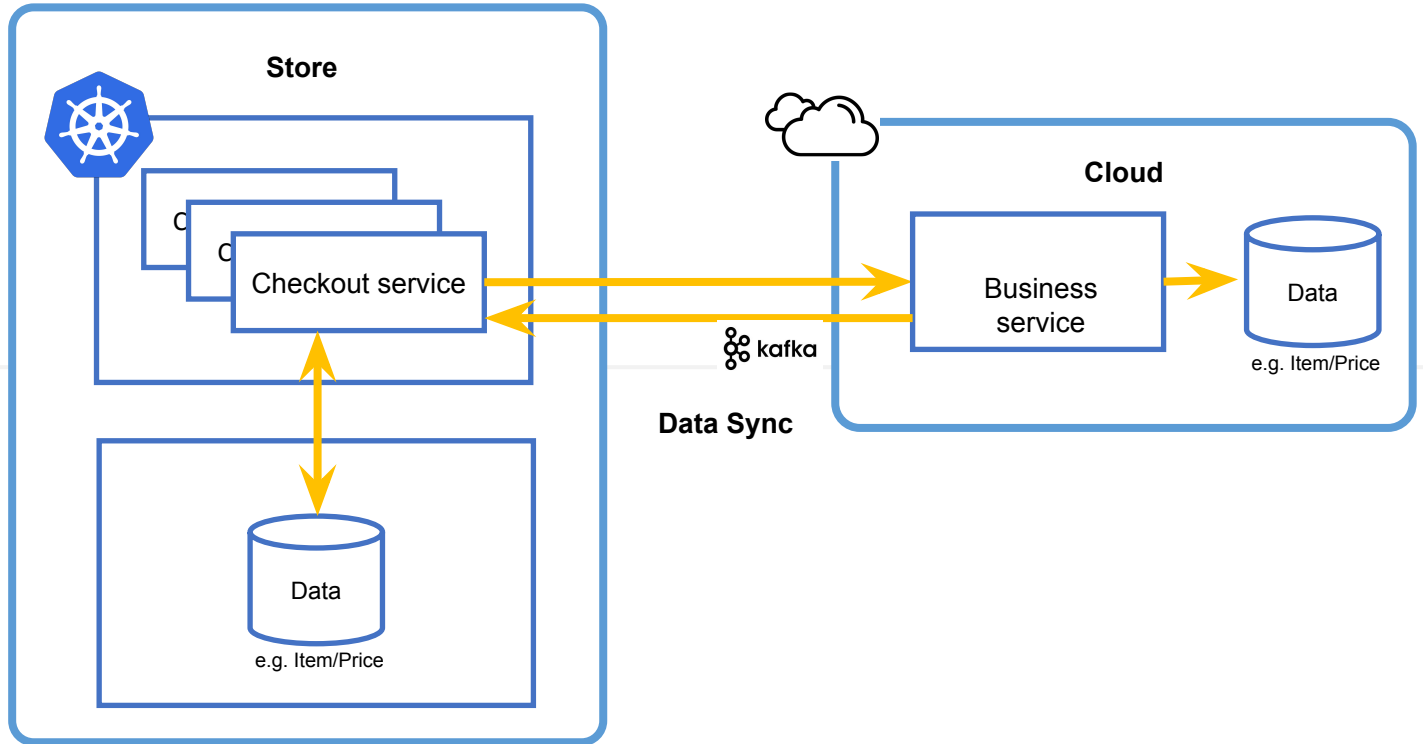 Store
Cloud
C
C
Checkout service
Business
service
Data
e.g. Item/Price
kafka
Data Sync
Data
e.g. Item/Price